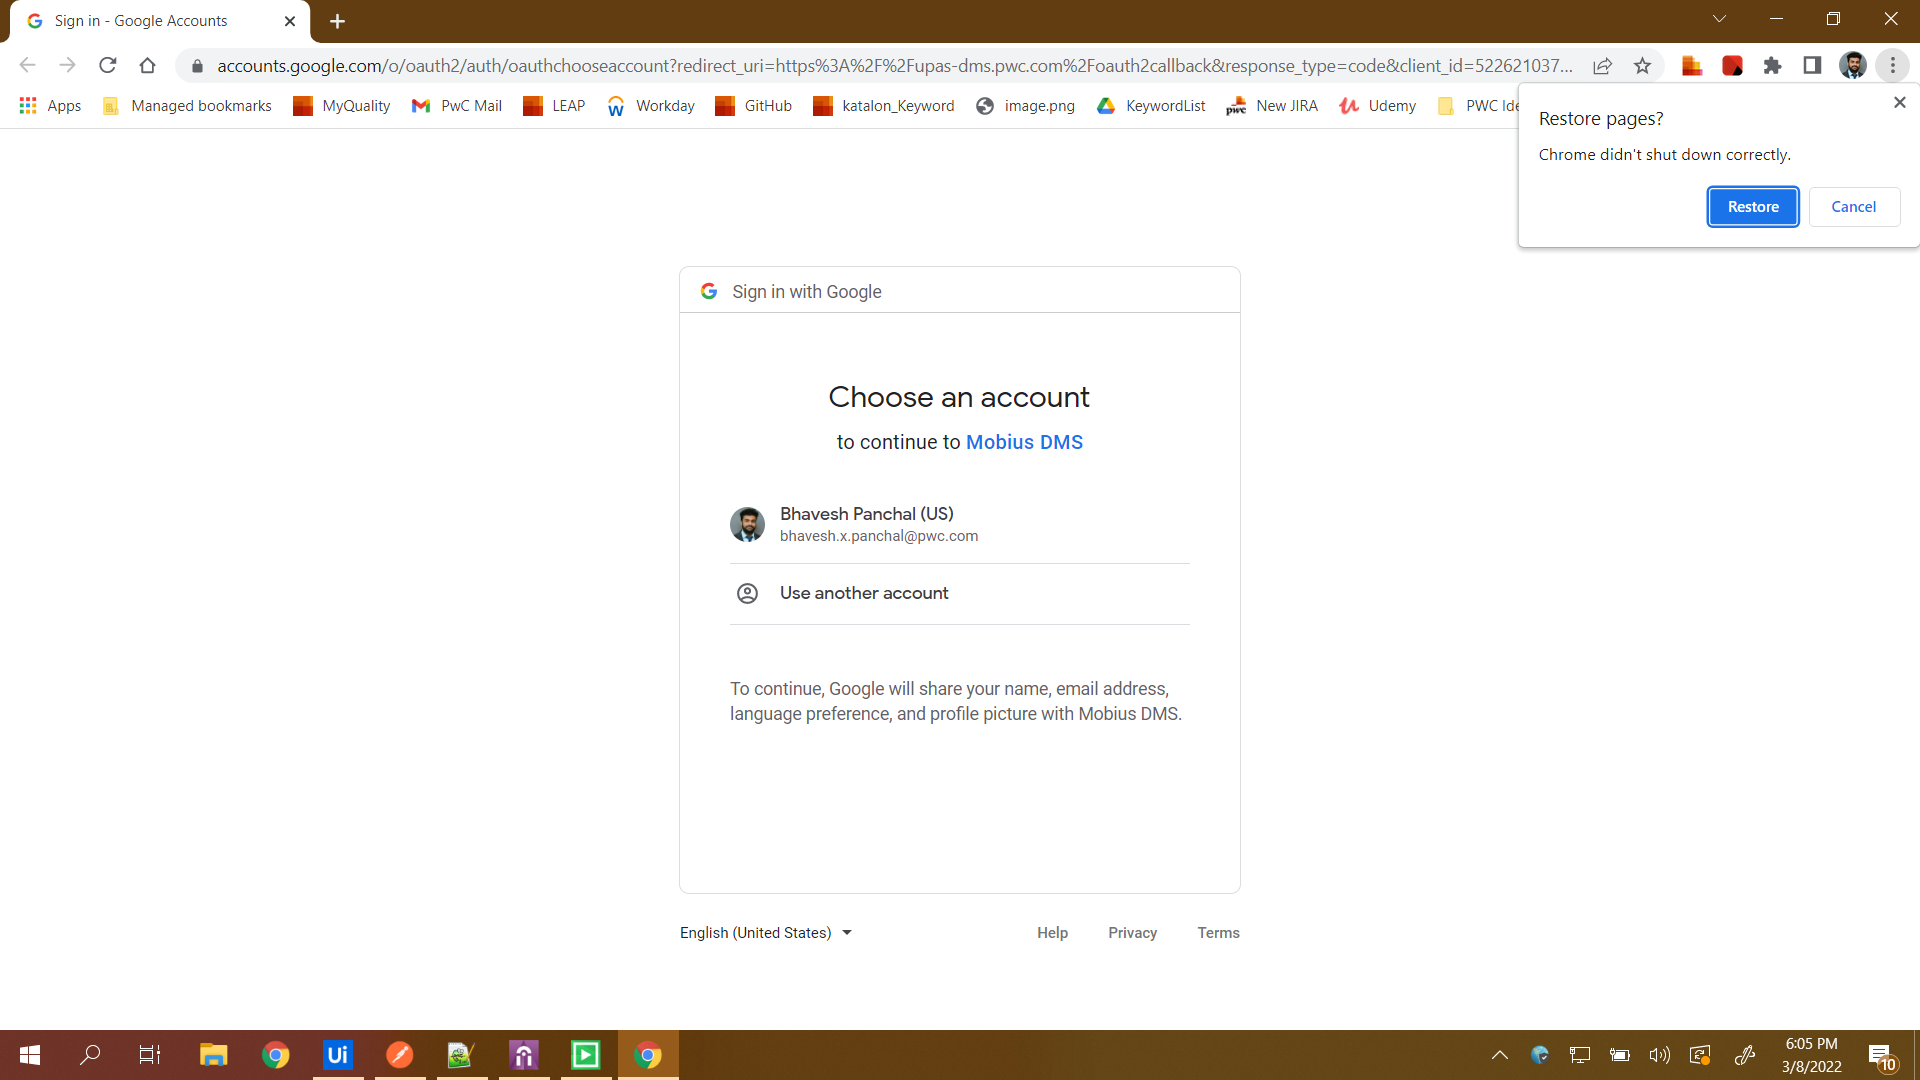 Sign in - Google Accounts
accounts.google.com/o/oauth2/auth/oauthchooseaccount?redirect_uri=https%3A%2F%2Fupas-dms.pwc.com%2Foauth2callback&response_type=code&client_id=522621037...
Apps
Managed bookmarks
MyQuality
PwC Mail
LEAP
Workday
GitHub
katalon_Keyword
image.png
KeywordList
pwc
New JIRA
Udemy
PWC Ide
Restore pages?
Chrome didn't shut down correctly.
Restore
Cancel
Sign in with Google
Choose an account
to continue to Mobius DMS
Bhavesh Panchal (US)
bhavesh.x.panchal@pwc.com
Use another account
To continue, Google will share your name, email address,
language preference, and profile picture with Mobius DMS.
English (United States)
Help
Privacy
Terms
Ui
6:05 PM
3/8/2022
10